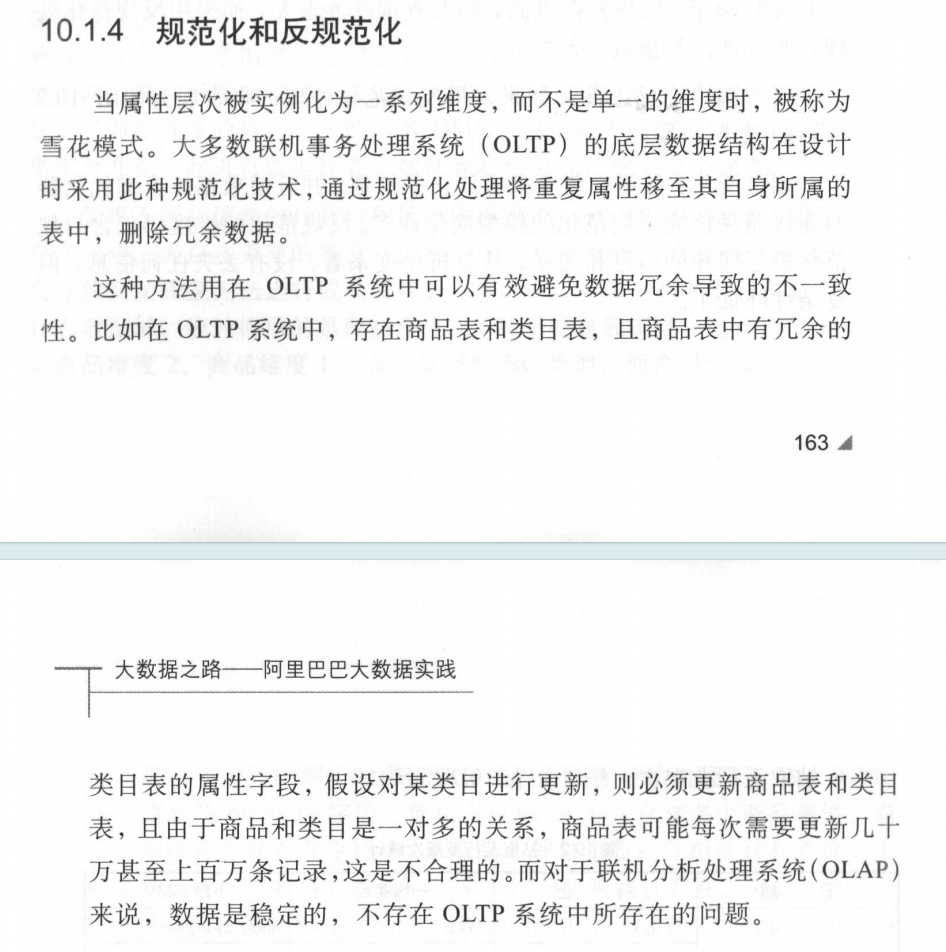 10.1.4 规范化和反规范化
当属性层次被实例化为一系列维度，而不是单一的维度时，被称为
雪花模式。大多数联机事务处理系统（OLTP）的底层数据结构在设计
时采用此种规范化技术，通过规范化处理将重复属性移至其自身所属的
表中，删除冗余数据。
这种方法用在 OLTP 系统中可以有效避免数据冗余导致的不一致
性。比如在 OLTP 系统中，存在商品表和类目表，且商品表中有冗余的
163
大数据之路——阿里巴巴大数据实践
类目表的属性字段，假设对某类目进行更新，则必须更新商品表和类目
表，且由于商品和类目是一对多的关系，商品表可能每次需要更新几十
万甚至上百万条记录，这是不合理的。而对于联机分析处理系统（OLAP）
来说，数据是稳定的，不存在 OLTP 系统中所存在的问题。